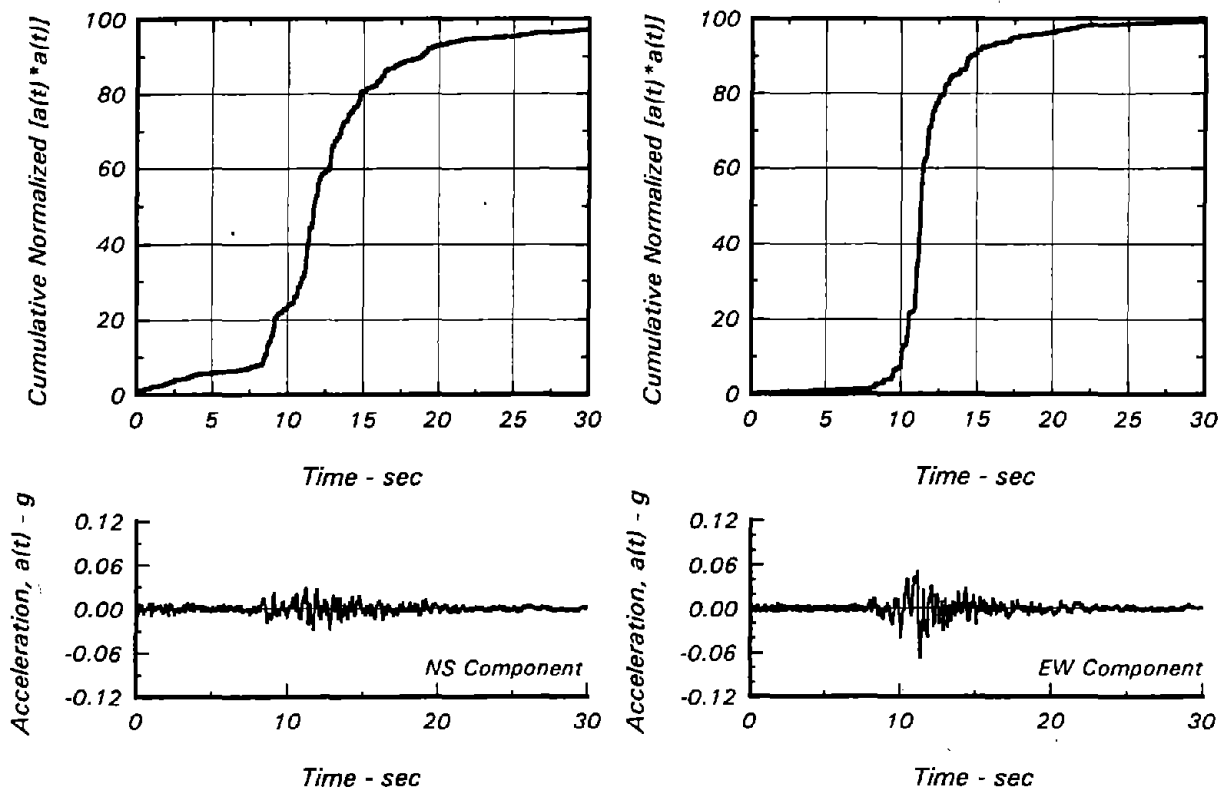 Cumulative Normalized [a(t)*a(t)]
100
80
60
40
20
0
0 5 10 15 20 25 30
Time - sec
Cumulative Normalized [a(t)*a(t)]
100
80
60
40
20
0
0 5 10 15 20 25 30
Time - sec
Acceleration, a(t) - g
0.12
0.06
0.00
-0.06
-0.12
NS Component
0 10 20 30
Time - sec
Acceleration, a(t) - g
0.12
0.06
0.00
-0.06
-0.12
EW Component
0 10 20 30
Time - sec